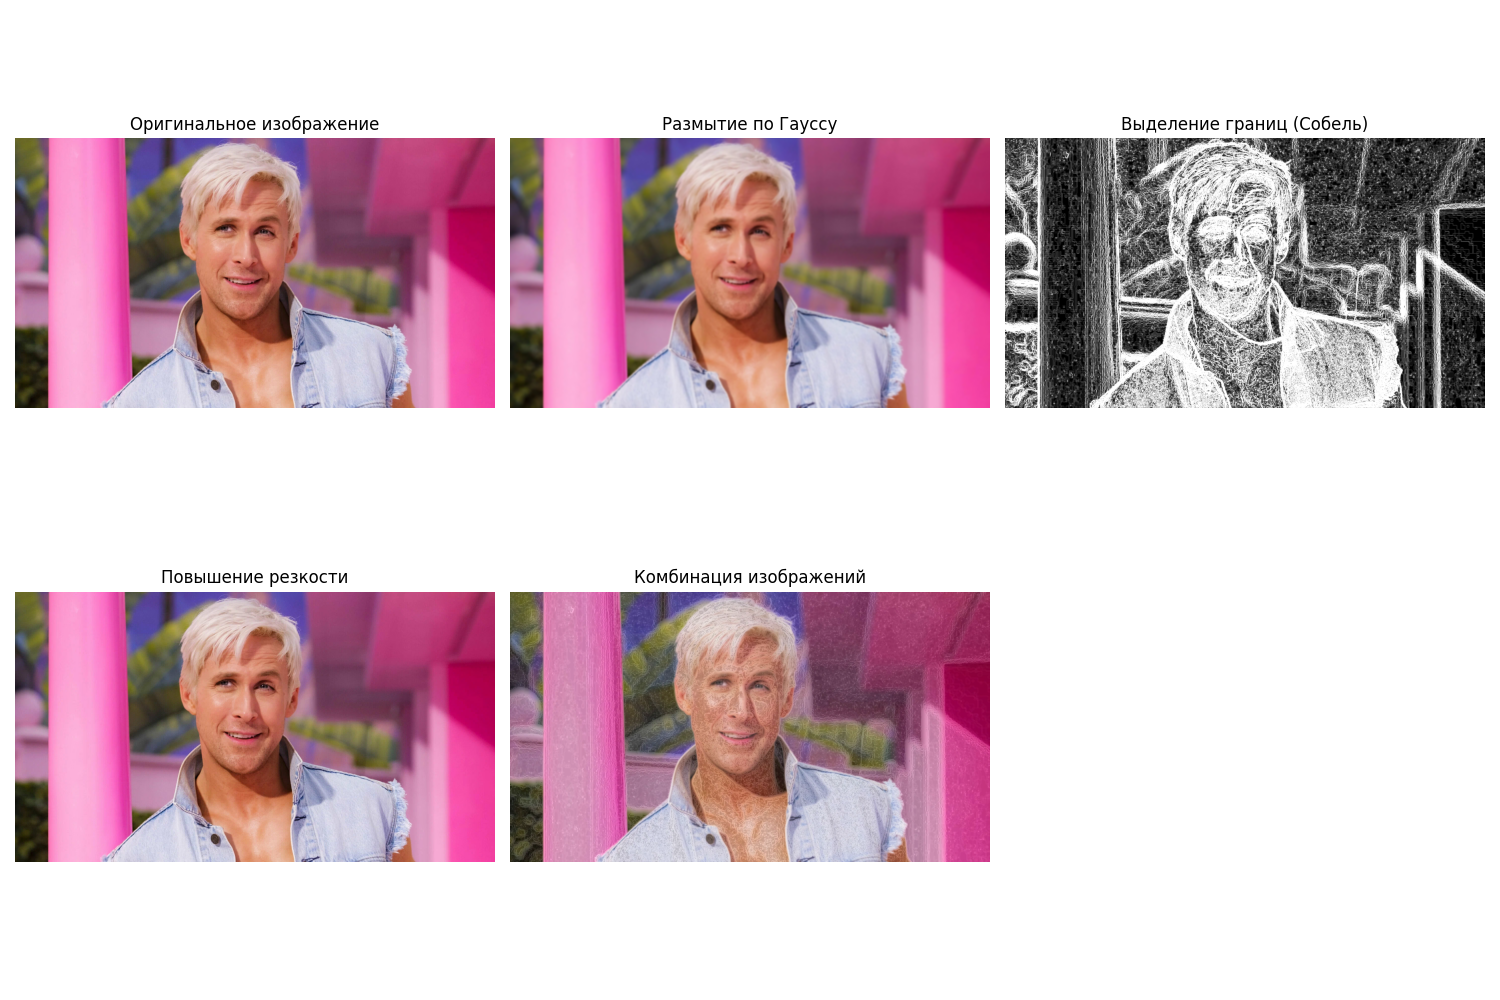 Оригинальное изображение
Размытие по Гауссу
Выделение границ (Собель)
Повышение резкости
Комбинация изображений